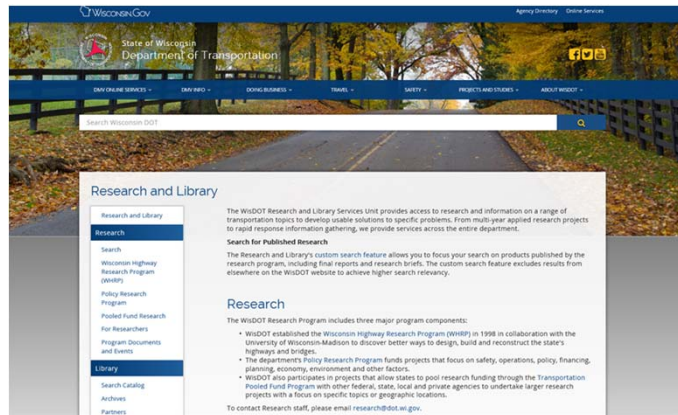 WISCONSIN.GOV
Agency Directory Online Services
State of Wisconsin
Department of Transportation
DMV ONLINE SERVICES DMV INFO DOING BUSINESS TRAVEL SAFETY PROJECTS AND STUDIES ABOUT WISDOT
Search Wisconsin DOT
Research and Library
Research and Library
Research
Search
Wisconsin Highway
Research Program
(WHRP)
Policy Research
Program
Pooled Fund Research
For Researchers
Program Documents
and Events
Library
Search Catalog
Archives
Partners
The WisDOT Research and Library Services Unit provides access to research and information on a range of
transportation topics to develop usable solutions to specific problems. From multi-year applied research projects
to rapid response information gathering, we provide services across the entire department.
Search for Published Research
The Research and Library's custom search feature allows you to focus your search on products published by the
research program, including final reports and research briefs. The custom search feature excludes results from
elsewhere on the WisDOT website to achieve higher search relevancy.
Research
The WisDOT Research Program includes three major program components:
• WisDOT established the Wisconsin Highway Research Program (WHRP) in 1998 in collaboration with the
University of Wisconsin-Madison to discover better ways to design, build and reconstruct the state's
highways and bridges.
• The department's Policy Research Program funds projects that focus on safety, operations, policy, financing,
planning, economy, environment and other factors.
• WisDOT also participates in projects that allow states to pool research funding through the Transportation
Pooled Fund Program with other federal, state, local and private agencies to undertake larger research
projects with a focus on specific topics or geographic locations.
To contact Research staff, please email research@dot.wi.gov.